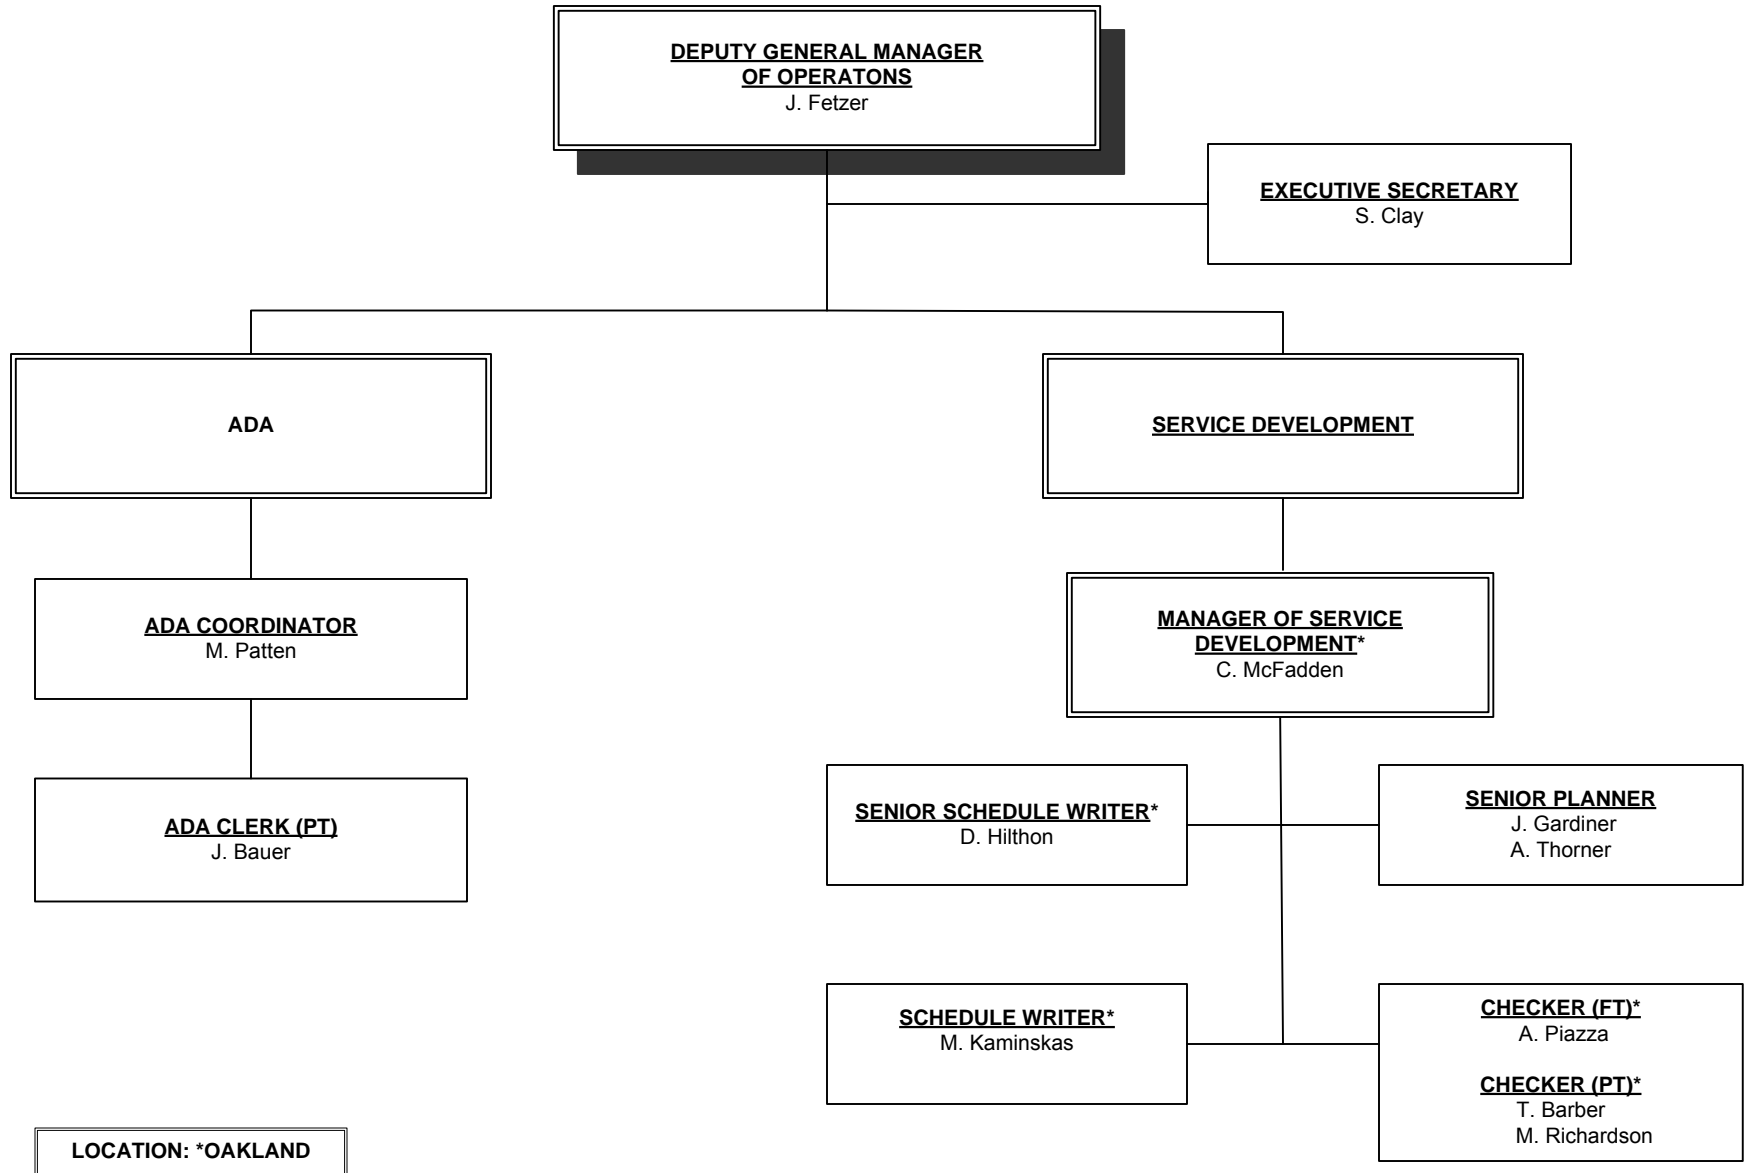 DEPUTY GENERAL MANAGER
OF OPERATONS
J. Fetzer
EXECUTIVE SECRETARY
S. Clay
ADA
SERVICE DEVELOPMENT
ADA COORDINATOR
M. Patten
MANAGER OF SERVICE
DEVELOPMENT*
C. McFadden
ADA CLERK (PT)
J. Bauer
SENIOR SCHEDULE WRITER*
D. Hilthon
SENIOR PLANNER
J. Gardiner
A. Thorner
SCHEDULE WRITER*
M. Kaminskas
CHECKER (FT)*
A. Piazza
CHECKER (PT)*
T. Barber
M. Richardson
LOCATION: *OAKLAND